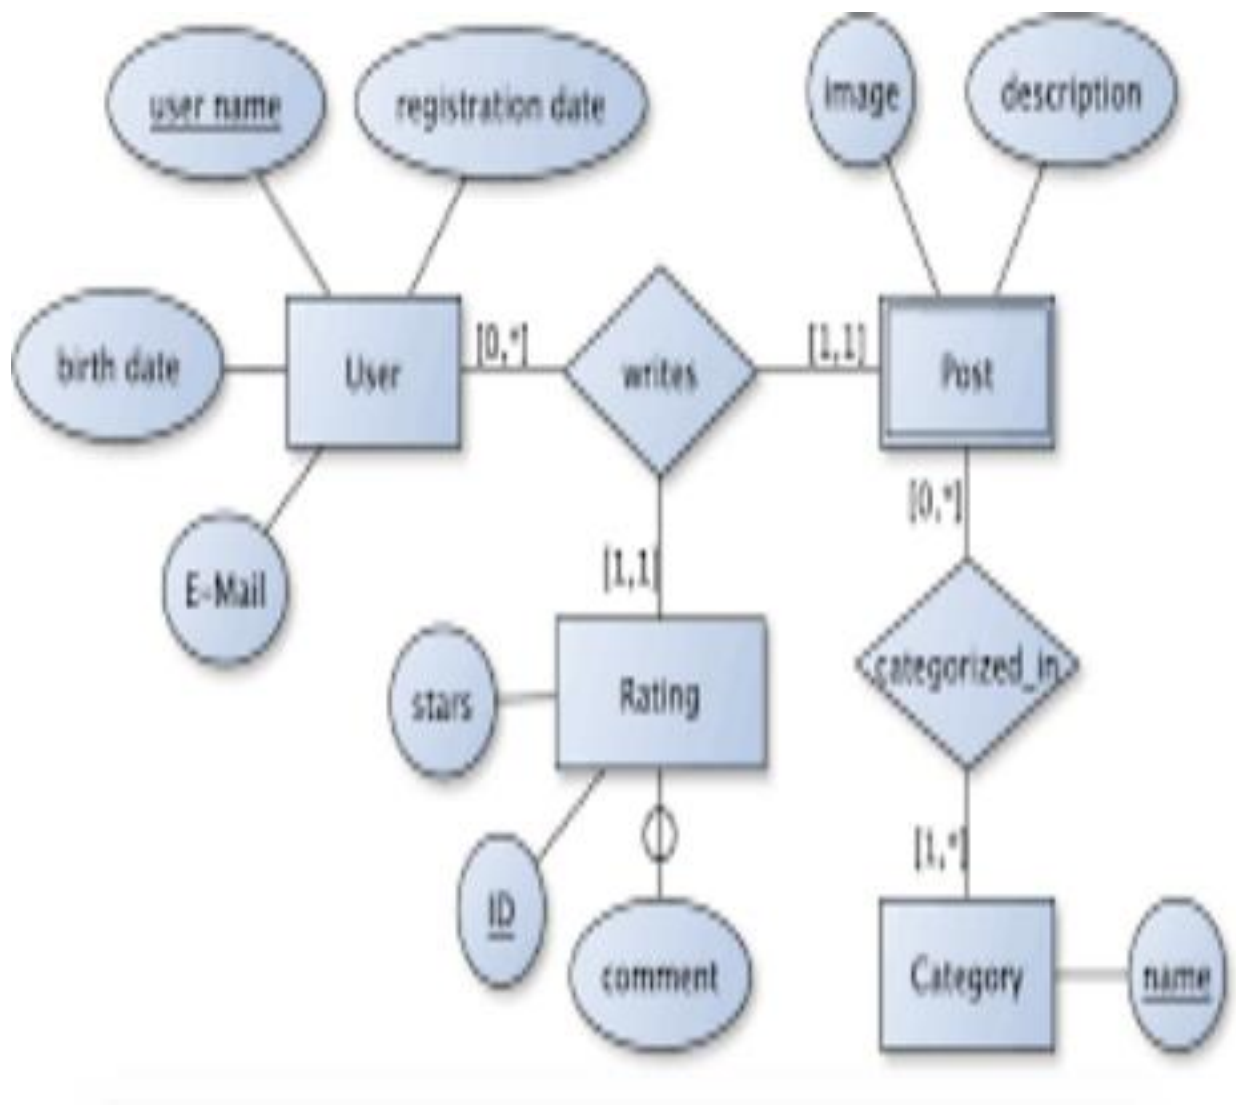 user name
registration date
image
description
birth date
User
[0,*]
writes
[1,1]
Post
[0,*]
E-Mail
[1,1]
stars
Rating
categorized_in
ID
comment
[1,*]
Category
name